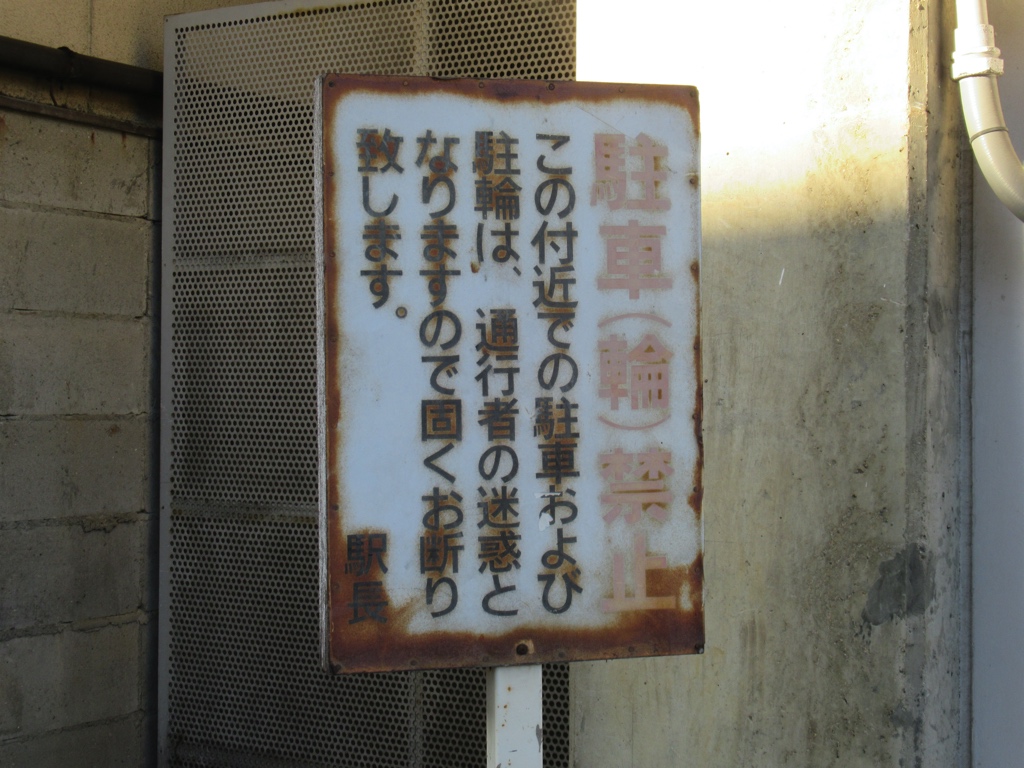 駐車(輪)禁止
この付近での駐車および
駐輪は、通行者の迷惑と
なりますので固くお断り
致します。
駅長